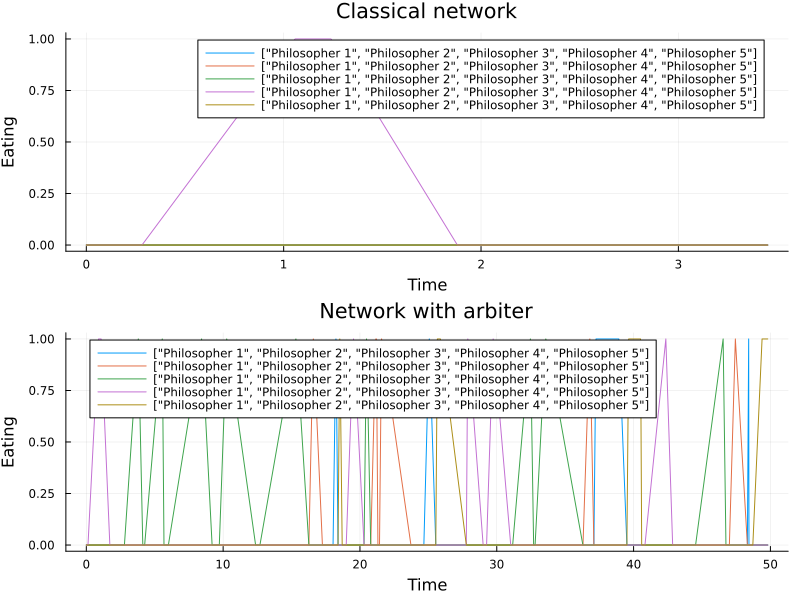 Classical network
1.00
["Philosopher 1", "Philosopher 2", "Philosopher 3", "Philosopher 4", "Philosopher 5"]
["Philosopher 1", "Philosopher 2", "Philosopher 3", "Philosopher 4", "Philosopher 5"]
0.75
["Philosopher 1", "Philosopher 2", "Philosopher 3", "Philosopher 4", "Philosopher 5"]
["Philosopher 1", "Philosopher 2", "Philosopher 3", "Philosopher 4", "Philosopher 5"]
["Philosopher 1", "Philosopher 2", "Philosopher 3", "Philosopher 4", "Philosopher 5"]
Eating
0.50
0.25
0.00
0 1 2 3
Time
Network with arbiter
1.00
["Philosopher 1", "Philosopher 2", "Philosopher 3", "Philosopher 4", "Philosopher 5"]
["Philosopher 1", "Philosopher 2", "Philosopher 3", "Philosopher 4", "Philosopher 5"]
0.75
["Philosopher 1", "Philosopher 2", "Philosopher 3", "Philosopher 4", "Philosopher 5"]
["Philosopher 1", "Philosopher 2", "Philosopher 3", "Philosopher 4", "Philosopher 5"]
["Philosopher 1", "Philosopher 2", "Philosopher 3", "Philosopher 4", "Philosopher 5"]
Eating
0.50
0.25
0.00
0 10 20 30 40 50
Time